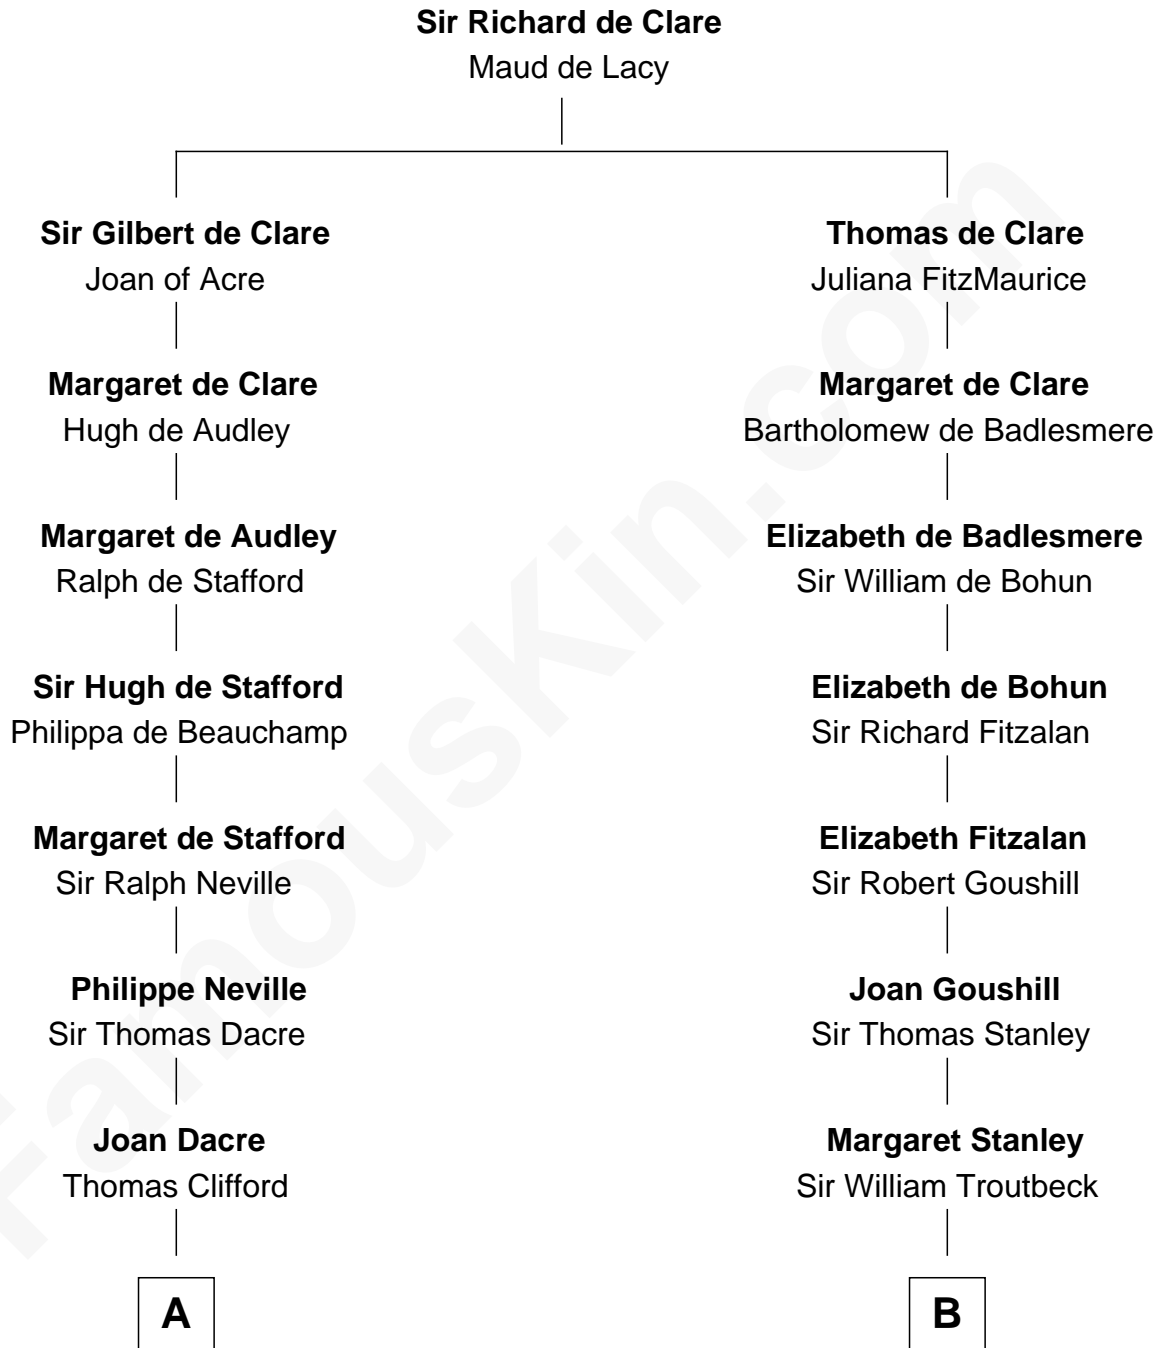 Sir Richard de Clare
Maud de Lacy
Sir Gilbert de Clare
Joan of Acre
Thomas de Clare
Juliana FitzMaurice
Margaret de Clare
Hugh de Audley
Margaret de Clare
Bartholomew de Badlesmere
Margaret de Audley
Ralph de Stafford
Elizabeth de Badlesmere
Sir William de Bohun
Sir Hugh de Stafford
Philippa de Beauchamp
Elizabeth de Bohun
Sir Richard Fitzalan
Margaret de Stafford
Sir Ralph Neville
Elizabeth Fitzalan
Sir Robert Goushill
Philippe Neville
Sir Thomas Dacre
Joan Goushill
Sir Thomas Stanley
Joan Dacre
Thomas Clifford
Margaret Stanley
Sir William Troutbeck
A
B
FamousKin.com